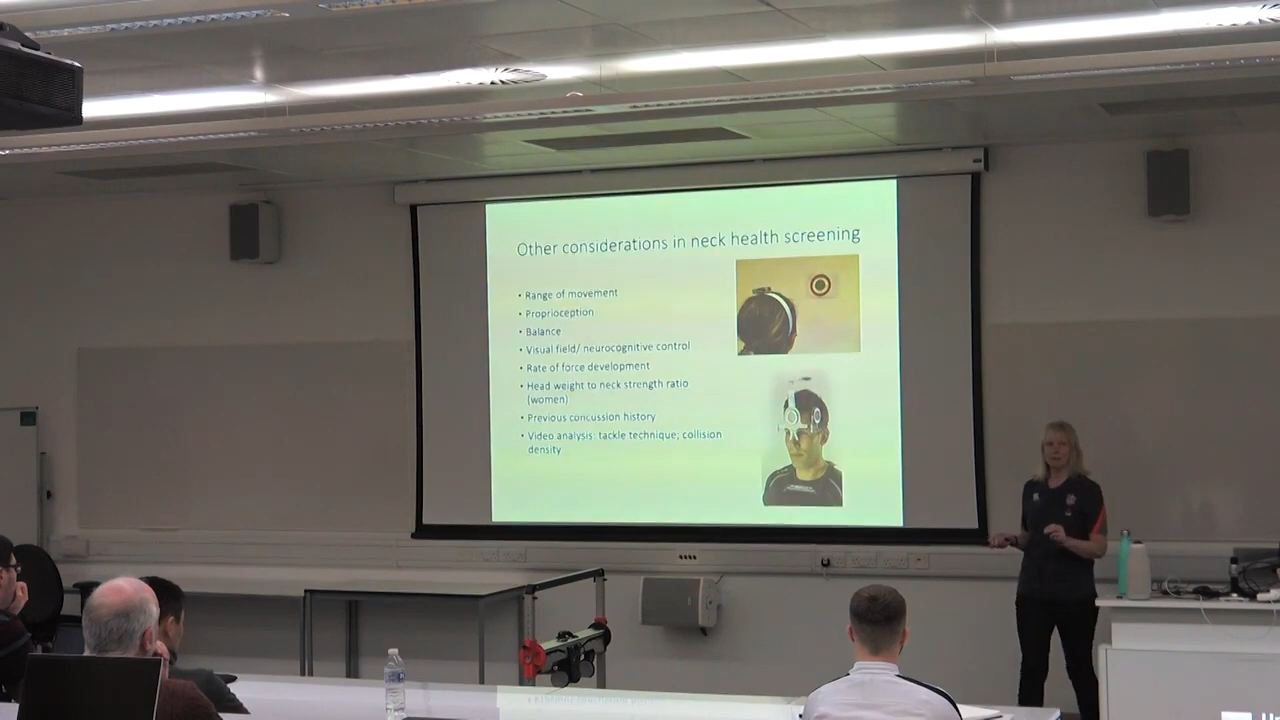 Other considerations in neck health screening
• Range of movement
• Proprioception
• Balance
• Visual field/ neurocognitive control
• Rate of force development
• Head weight to neck strength ratio
(women)
• Previous concussion history
• Video analysis: tackle technique; collision
density